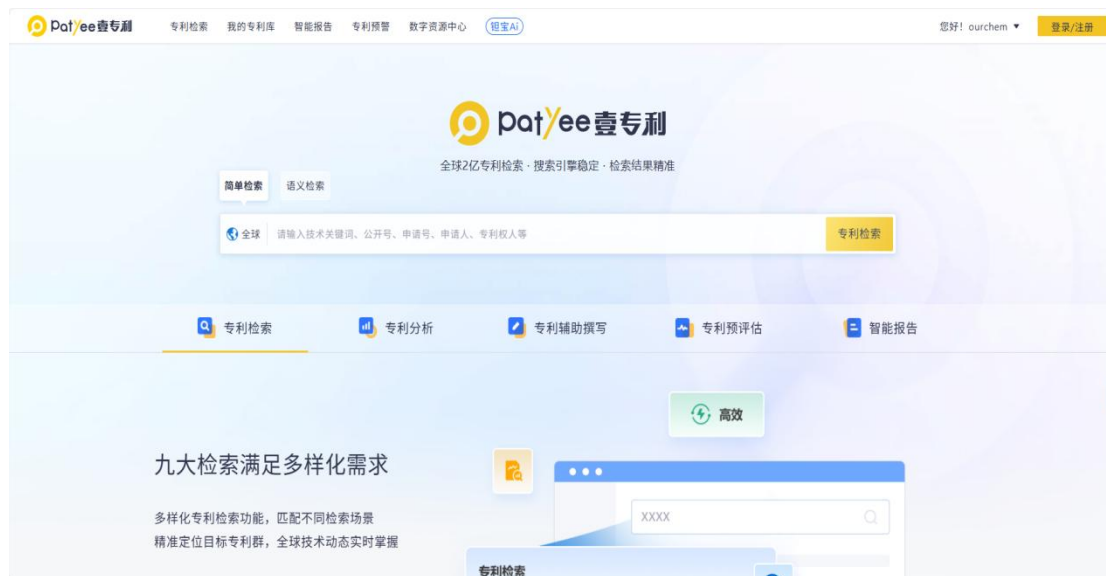 Patyee壹专利 专利检索 我的专利库 智能报告 专利预警 数字资源中心 钽宝Ai 您好! ourchem ▼ 登录/注册
Patyee壹专利
全球2亿专利检索 · 搜索引擎稳定 · 检索结果精准
简单检索 语义检索
全球 请输入技术关键词、公开号、申请号、申请人、专利权人等 专利检索
专利检索 专利分析 专利辅助撰写 专利预评估 智能报告
高效
九大检索满足多样化需求
XXXX
多样化专利检索功能，匹配不同检索场景
精准定位目标专利群，全球技术动态实时掌握
专利检索